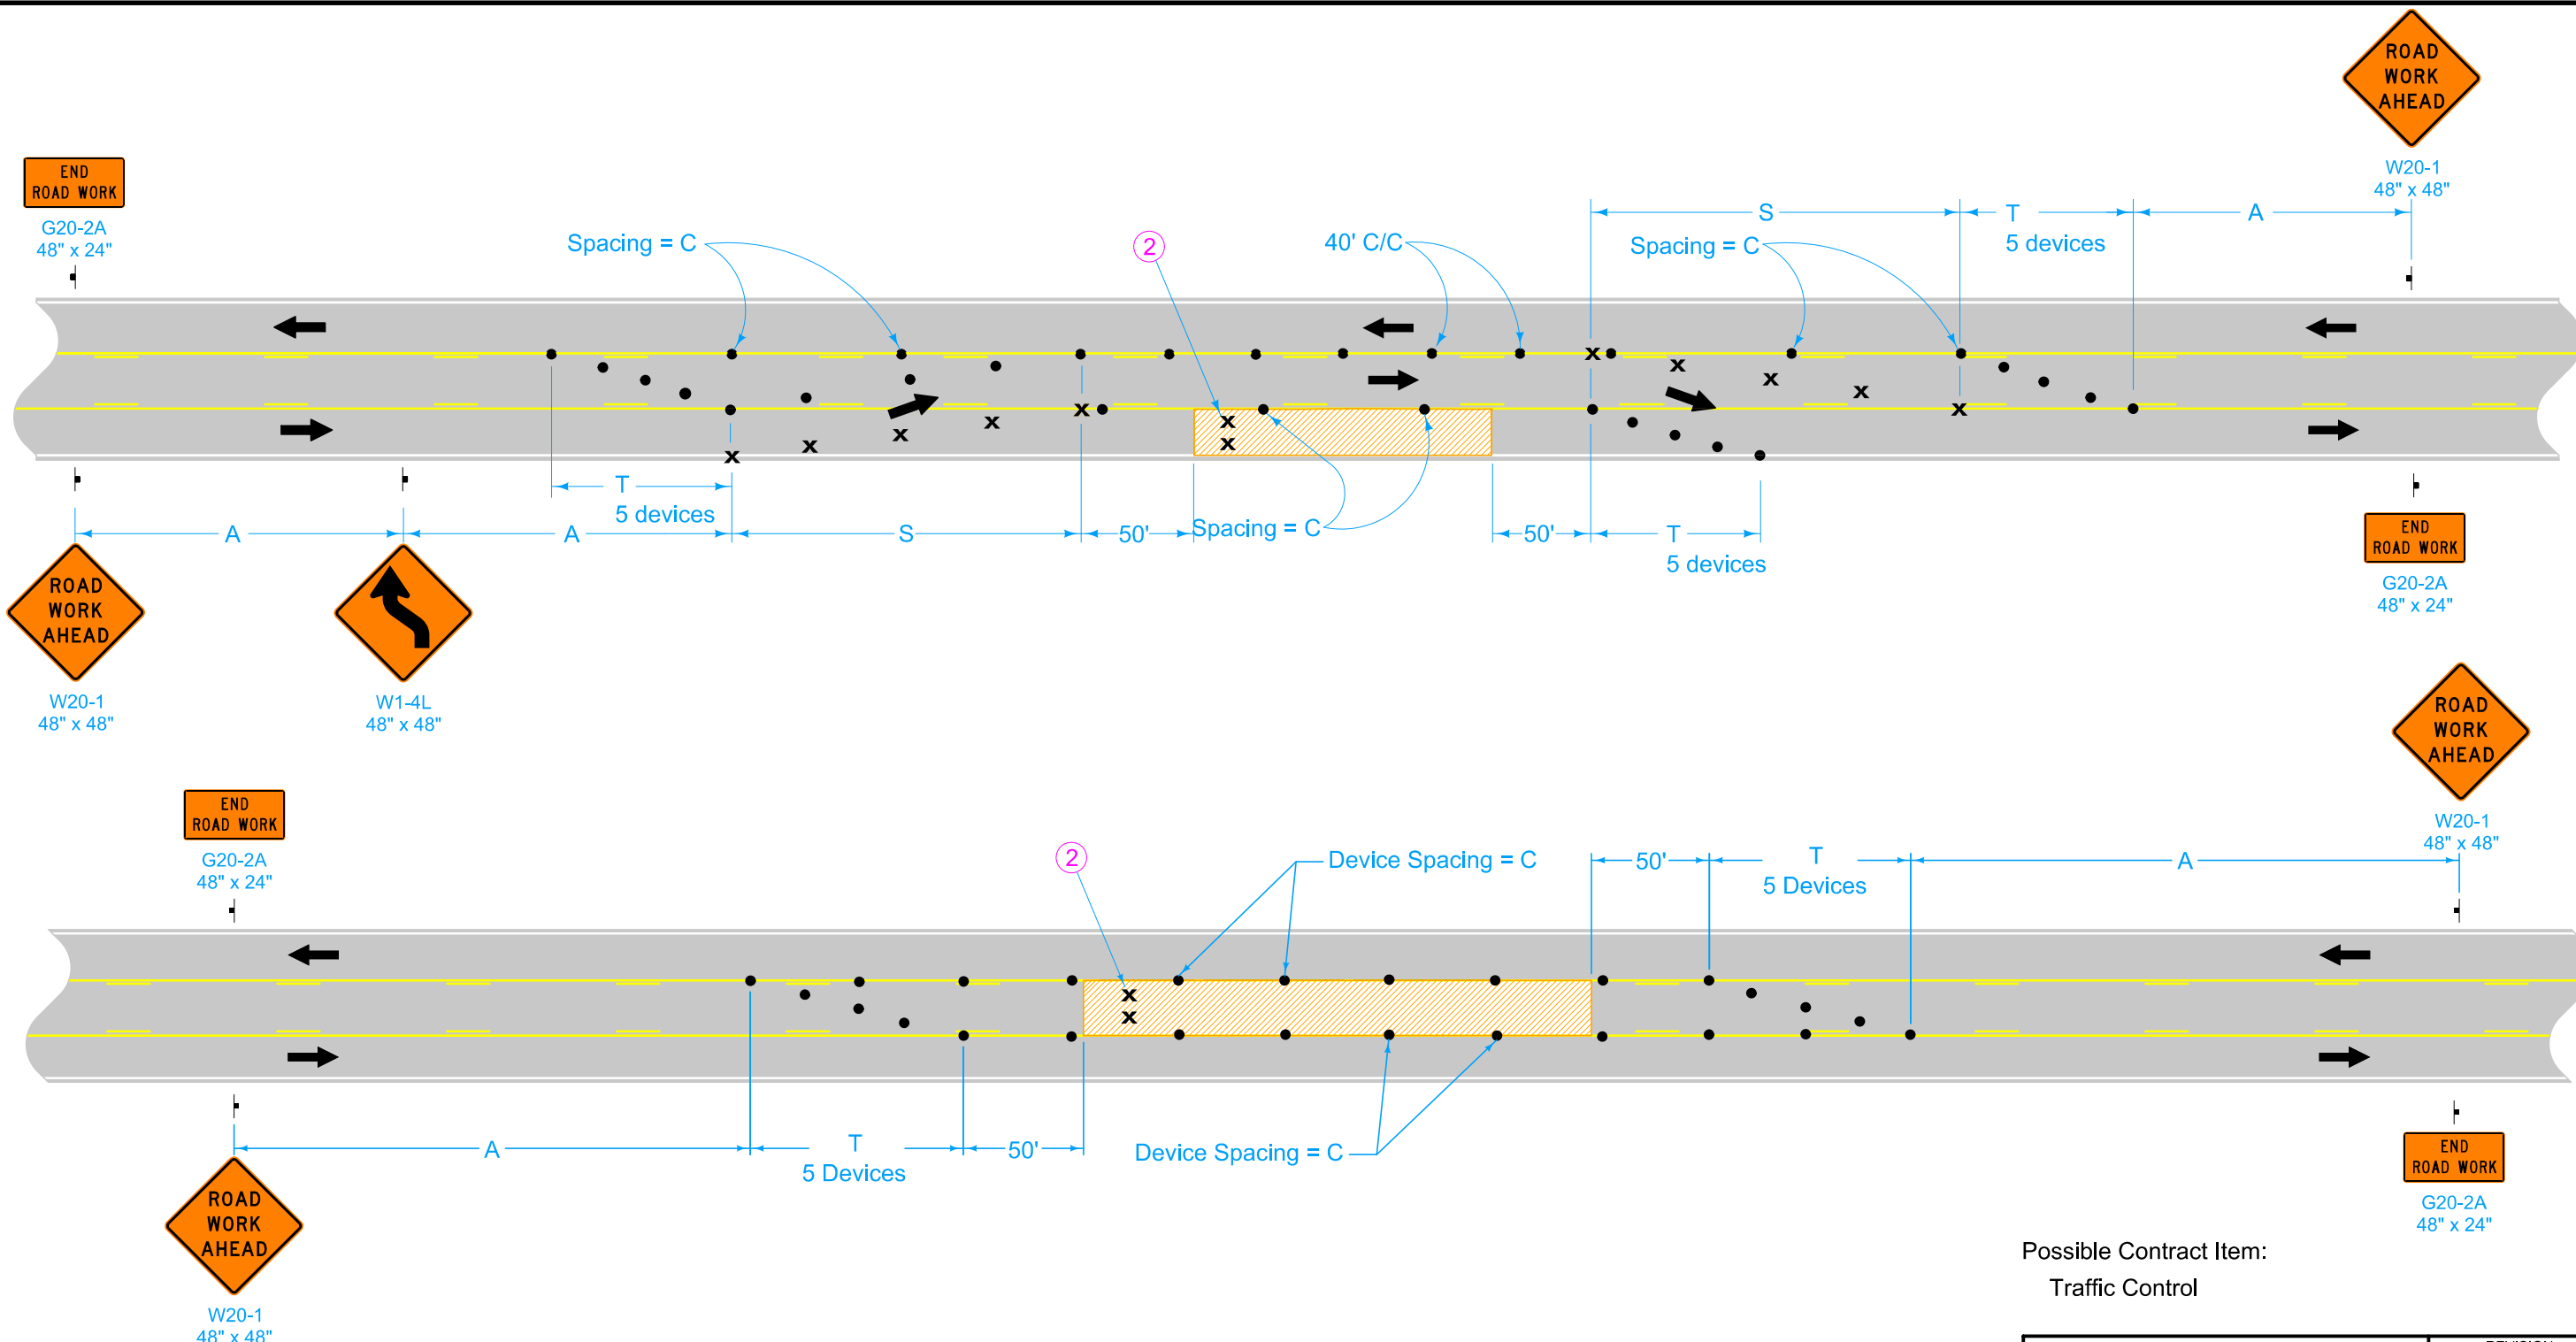 ROAD
WORK
AHEAD
W20-1
48" x 48"
END
ROAD WORK
G20-2A
48" x 24"
Spacing = C
2
40' C/C
Spacing = C
S
T
5 devices
A
T
5 devices
A
A
S
50'
Spacing = C
50'
T
5 devices
ROAD
WORK
AHEAD
W20-1
48" x 48"
W1-4L
48" x 48"
END
ROAD WORK
G20-2A
48" x 24"
ROAD
WORK
AHEAD
W20-1
48" x 48"
END
ROAD WORK
G20-2A
48" x 24"
2
Device Spacing = C
50'
T
5 Devices
A
A
T
5 Devices
50'
Device Spacing = C
ROAD
WORK
AHEAD
W20-1
48" x 48"
END
ROAD WORK
G20-2A
48" x 24"
Possible Contract Item:
Traffic Control